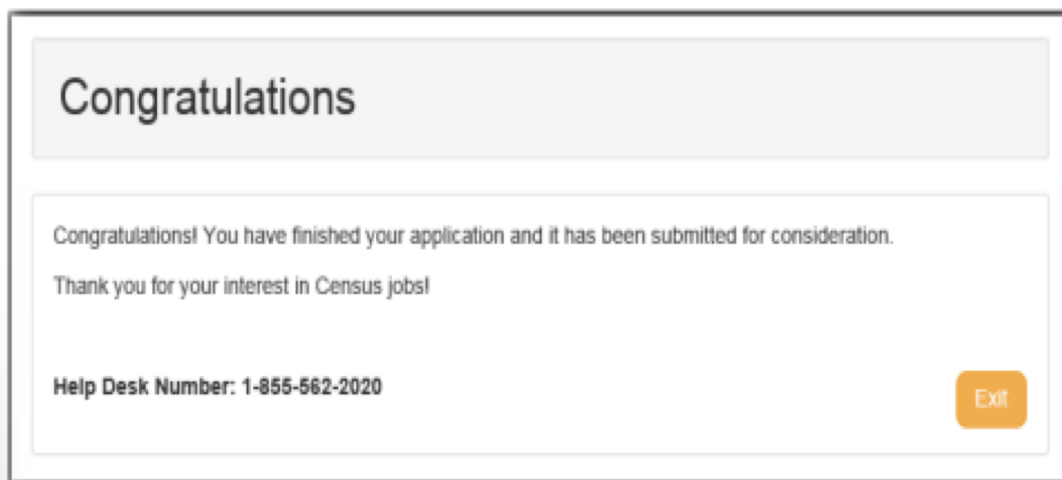 Congratulations
Congratulations! You have finished your application and it has been submitted for consideration.
Thank you for your interest in Census jobs!
Help Desk Number: 1-855-562-2020
Exit